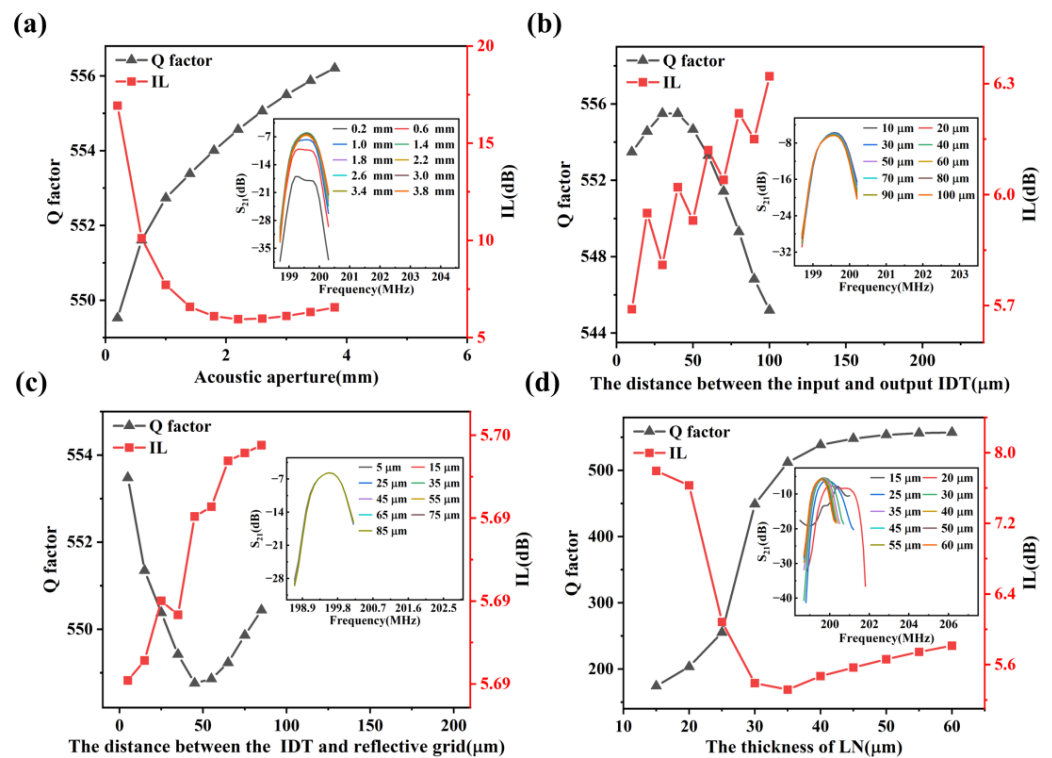 (a)
Q factor
IL
556
555
554
553
552
551
550
20
15
10
5
0 2 4 6
Q factor
IL(dB)
Acoustic aperture(mm)
0.2 mm 0.6 mm
1.0 mm 1.4 mm
1.8 mm 2.2 mm
2.6 mm 3.0 mm
3.4 mm 3.8 mm
S21(dB)
−7
−14
−21
−28
−35
199 200 201 202 203 204
Frequency(MHz)
(b)
Q factor
IL
560
556
552
548
544
6.3
6.0
5.7
0 50 100 150 200
Q factor
IL(dB)
The distance between the input and output IDT(μm)
10 μm 20 μm
30 μm 40 μm
50 μm 60 μm
70 μm 80 μm
90 μm 100 μm
S21(dB)
−8
−16
−24
−32
199 200 201 202 203
Frequency(MHz)
(c)
Q factor
IL
554
552
550
5.70
5.69
5.69
5.69
0 50 100 150 200
Q factor
IL(dB)
The distance between the IDT and reflective grid(μm)
5 μm 15 μm
25 μm 35 μm
45 μm 55 μm
65 μm 75 μm
85 μm
S21(dB)
−7
−14
−21
−28
198.9 199.8 200.7 201.6 202.5
Frequency(MHz)
(d)
Q factor
IL
500
400
300
200
8.0
7.2
6.4
5.6
10 20 30 40 50 60
Q factor
IL(dB)
The thickness of LN(μm)
15 μm 20 μm
25 μm 30 μm
35 μm 40 μm
45 μm 50 μm
55 μm 60 μm
S21(dB)
−10
−20
−30
−40
200 202 204 206
Frequency(MHz)